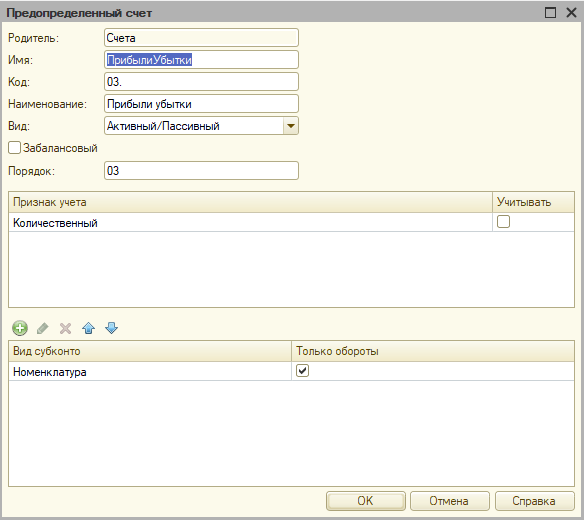 Предопределенный счет
Родитель: Счета
Имя: ПрибылиУбытки
Код: 03.
Наименование: Прибыли убытки
Вид: Активный/Пассивный
Забалансовый
Порядок: 03
Признак учета Учитывать
Количественный
Вид субконто Только обороты
Номенклатура
OK Отмена Справка